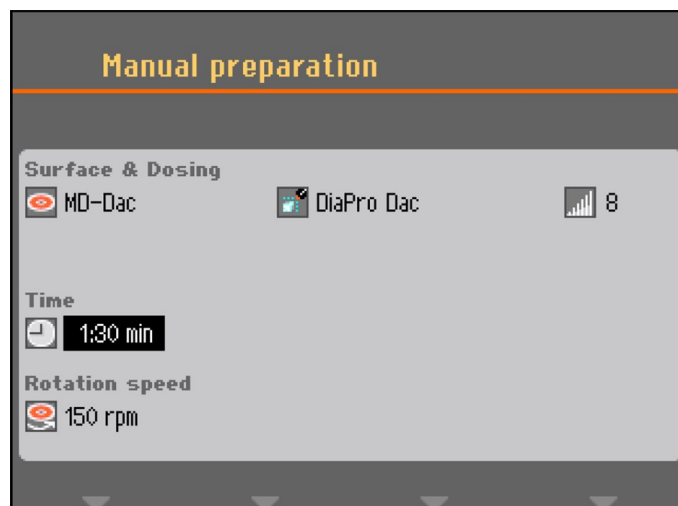 Manual preparation
Surface & Dosing
MD-Dac DiaPro Dac 8
Time
1:30 min
Rotation speed
150 rpm